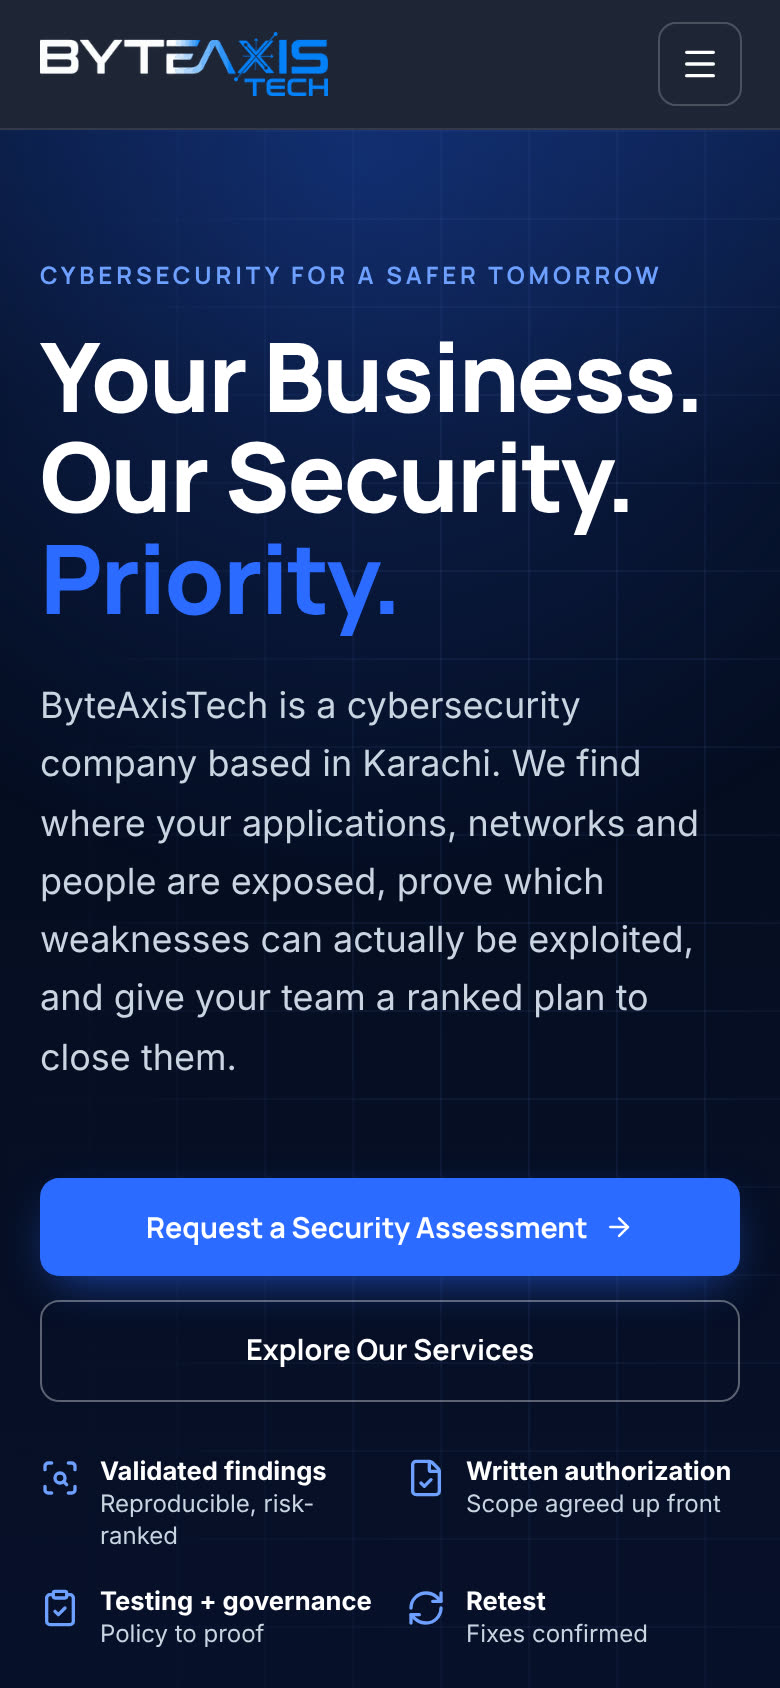 BYTEAXIS
TECH
CYBERSECURITY FOR A SAFER TOMORROW
Your Business.
Our Security.
Priority.
ByteAxisTech is a cybersecurity
company based in Karachi. We find
where your applications, networks and
people are exposed, prove which
weaknesses can actually be exploited,
and give your team a ranked plan to
close them.
Request a Security Assessment →
Explore Our Services
Validated findings
Reproducible, risk-
ranked
Written authorization
Scope agreed up front
Testing + governance
Policy to proof
Retest
Fixes confirmed